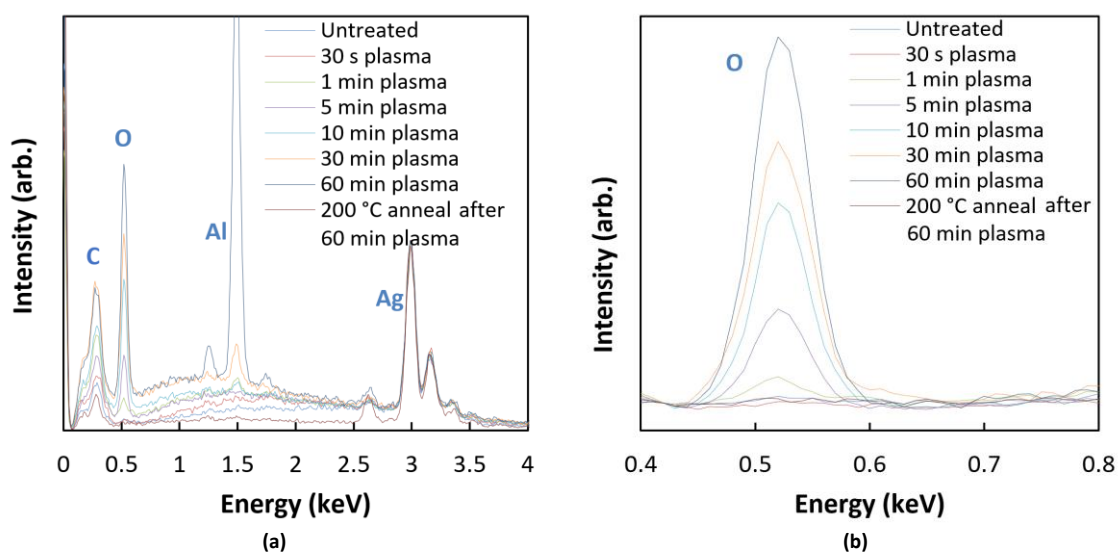 Intensity (arb.)
C
O
Al
Ag
Untreated
30 s plasma
1 min plasma
5 min plasma
10 min plasma
30 min plasma
60 min plasma
200 °C anneal after
60 min plasma
0 0.5 1 1.5 2 2.5 3 3.5 4
Energy (keV)
(a)
Intensity (arb.)
O
Untreated
30 s plasma
1 min plasma
5 min plasma
10 min plasma
30 min plasma
60 min plasma
200 °C anneal after
60 min plasma
0.4 0.5 0.6 0.7 0.8
Energy (keV)
(b)